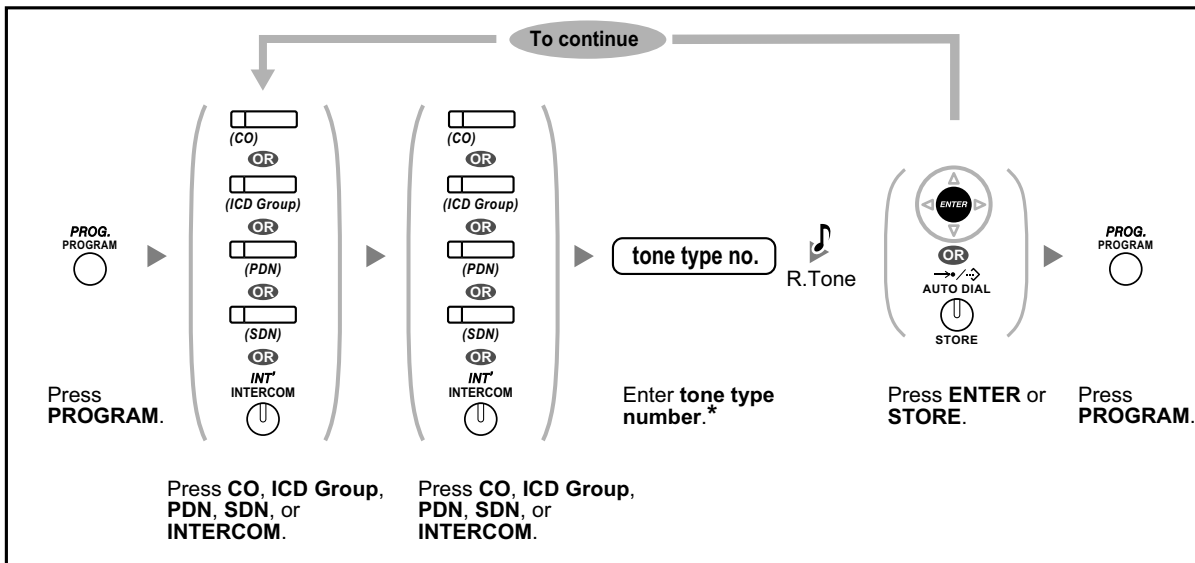 To continue
PROG.
PROGRAM
(CO)
OR
(ICD Group)
OR
(PDN)
OR
(SDN)
OR
INT'
INTERCOM
(CO)
OR
(ICD Group)
OR
(PDN)
OR
(SDN)
OR
INT'
INTERCOM
tone type no.
R.Tone
ENTER
OR
AUTO DIAL
STORE
PROG.
PROGRAM
Press
PROGRAM.
Press CO, ICD Group,
PDN, SDN, or
INTERCOM.
Press CO, ICD Group,
PDN, SDN, or
INTERCOM.
Enter tone type
number.*
Press ENTER or
STORE.
Press
PROGRAM.